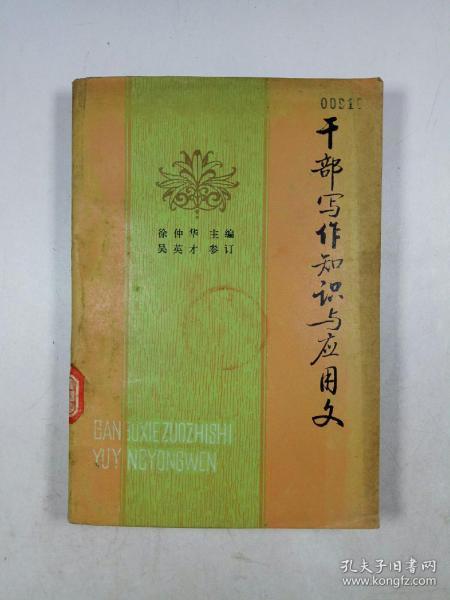 00916
干部写作知识与应用文
徐仲华 主编
吴英才 参订
GANBUXIEZUOZHISHI
YUYINGYONGWEN
孔夫子旧书网
www.kongfz.com